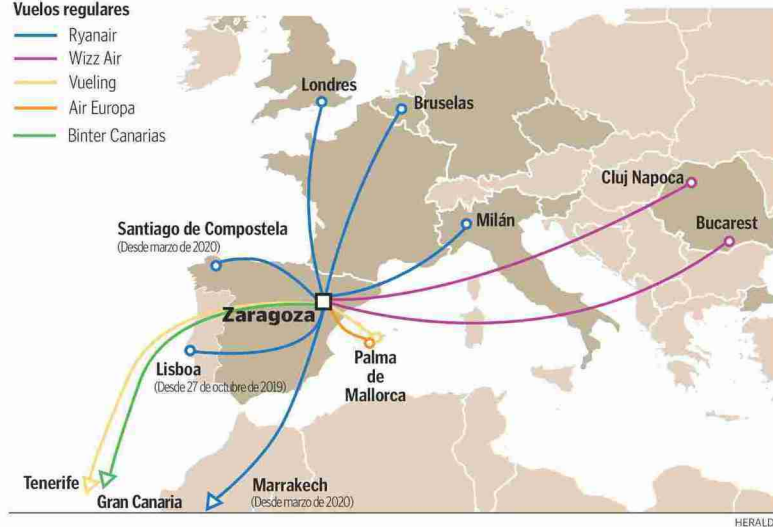 Vuelos regulares
Ryanair
Wizz Air
Vueling
Air Europa
Binter Canarias
Londres
Bruselas
Cluj Napoca
Bucarest
Milán
Santiago de Compostela
(Desde marzo de 2020)
Zaragoza
Palma
de
Mallorca
Lisboa
(Desde 27 de octubre de 2019)
Tenerife
Gran Canaria
Marrakech
(Desde marzo de 2020)
HERALD